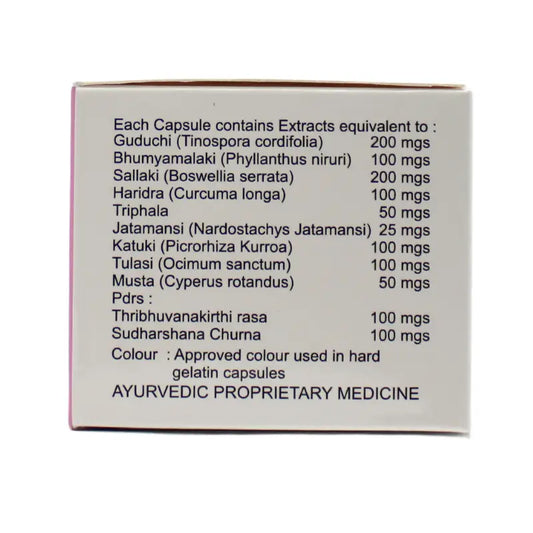 Each Capsule contains Extracts equivalent to :
Guduchi (Tinospora cordifolia) 200 mgs
Bhumyamalaki (Phyllanthus niruri) 100 mgs
Sallaki (Boswellia serrata) 200 mgs
Haridra (Curcuma longa) 100 mgs
Triphala 50 mgs
Jatamansi (Nardostachys Jatamansi) 25 mgs
Katuki (Picrorhiza Kurroa) 100 mgs
Tulasi (Ocimum sanctum) 100 mgs
Musta (Cyperus rotandus) 50 mgs
Pdrs :
Thribhuvanakirthi rasa 100 mgs
Sudharshana Churna 100 mgs
Colour : Approved colour used in hard
gelatin capsules
AYURVEDIC PROPRIETARY MEDICINE